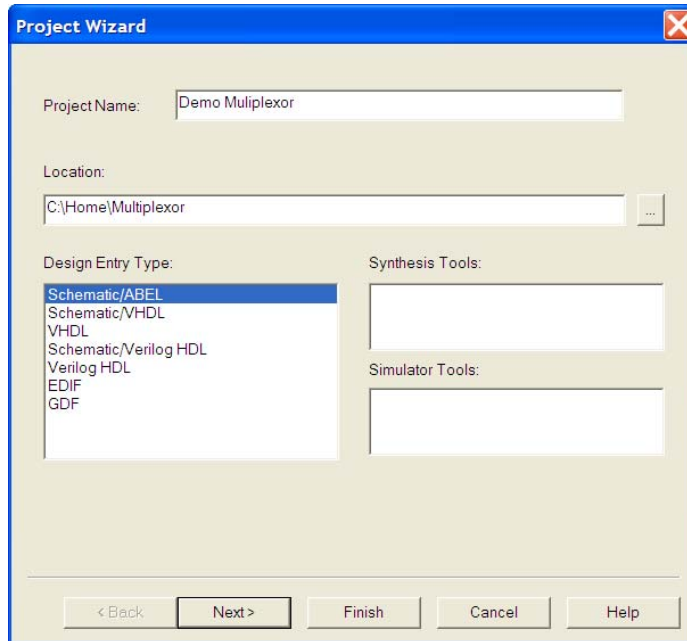 Project Wizard
Project Name:
Demo Muliplexor
Location:
C:\Home\Multiplexor
...
Design Entry Type:
Schematic/ABEL
Schematic/VHDL
VHDL
Schematic/Verilog HDL
Verilog HDL
EDIF
GDF
Synthesis Tools:
Simulator Tools:
< Back
Next >
Finish
Cancel
Help